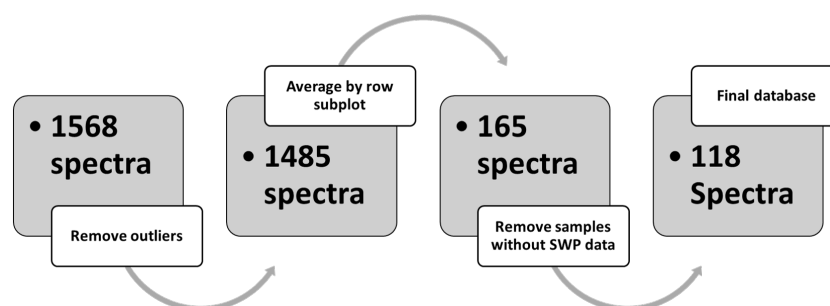 • 1568
spectra
Remove outliers
Average by row
subplot
• 1485
spectra
• 165
spectra
Remove samples
without SWP data
Final database
• 118
Spectra